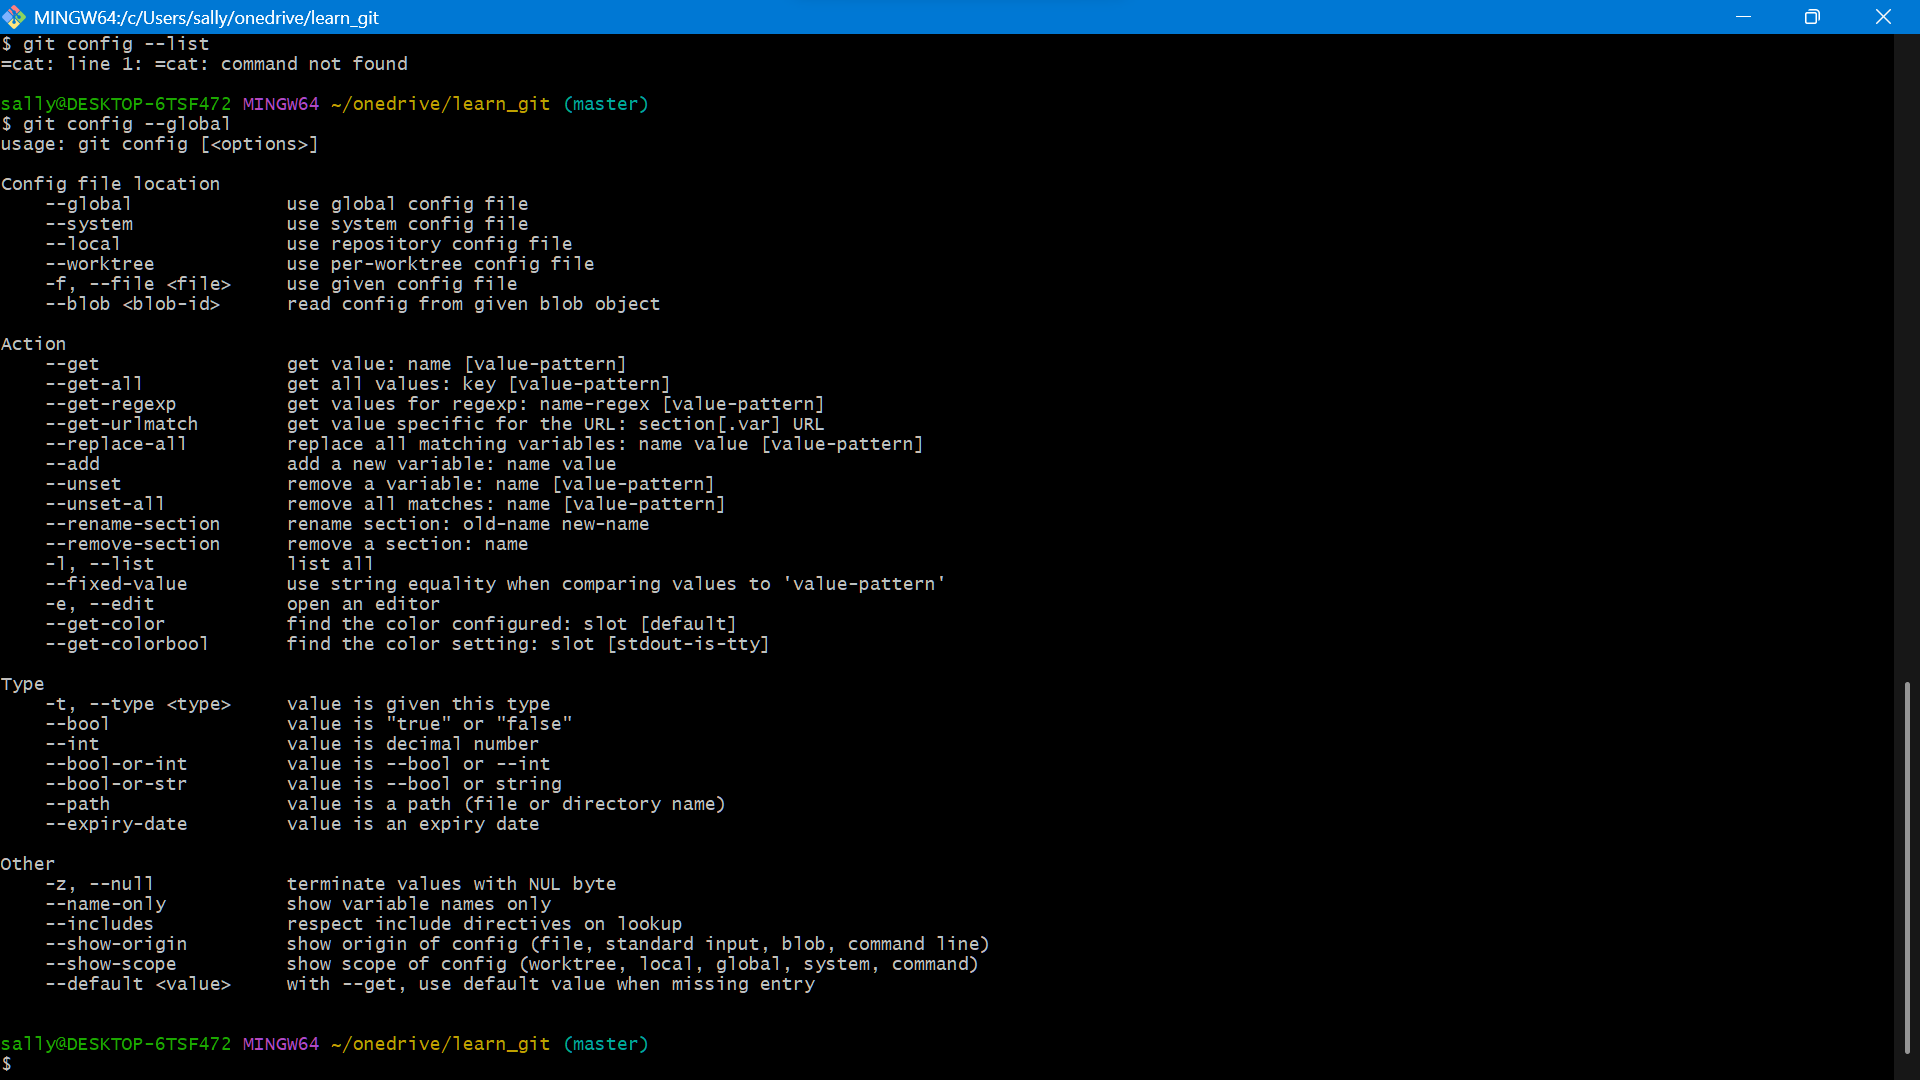 MINGW64:/c/Users/sally/onedrive/learn_git
$ git config --list
=cat: line 1: =cat: command not found
sally@DESKTOP-6TSF472 MINGW64 ~/onedrive/learn_git (master)
$ git config --global
usage: git config [<options>]
Config file location
    --global              use global config file
    --system              use system config file
    --local               use repository config file
    --worktree            use per-worktree config file
    -f, --file <file>     use given config file
    --blob <blob-id>      read config from given blob object
Action
    --get                 get value: name [value-pattern]
    --get-all             get all values: key [value-pattern]
    --get-regexp          get values for regexp: name-regex [value-pattern]
    --get-urlmatch        get value specific for the URL: section[.var] URL
    --replace-all         replace all matching variables: name value [value-pattern]
    --add                 add a new variable: name value
    --unset               remove a variable: name [value-pattern]
    --unset-all           remove all matches: name [value-pattern]
    --rename-section      rename section: old-name new-name
    --remove-section      remove a section: name
    -l, --list            list all
    --fixed-value         use string equality when comparing values to 'value-pattern'
    -e, --edit            open an editor
    --get-color           find the color configured: slot [default]
    --get-colorbool       find the color setting: slot [stdout-is-tty]
Type
    -t, --type <type>     value is given this type
    --bool                value is "true" or "false"
    --int                 value is decimal number
    --bool-or-int         value is --bool or --int
    --bool-or-str         value is --bool or string
    --path                value is a path (file or directory name)
    --expiry-date         value is an expiry date
Other
    -z, --null            terminate values with NUL byte
    --name-only           show variable names only
    --includes            respect include directives on lookup
    --show-origin         show origin of config (file, standard input, blob, command line)
    --show-scope          show scope of config (worktree, local, global, system, command)
    --default <value>     with --get, use default value when missing entry
sally@DESKTOP-6TSF472 MINGW64 ~/onedrive/learn_git (master)
$